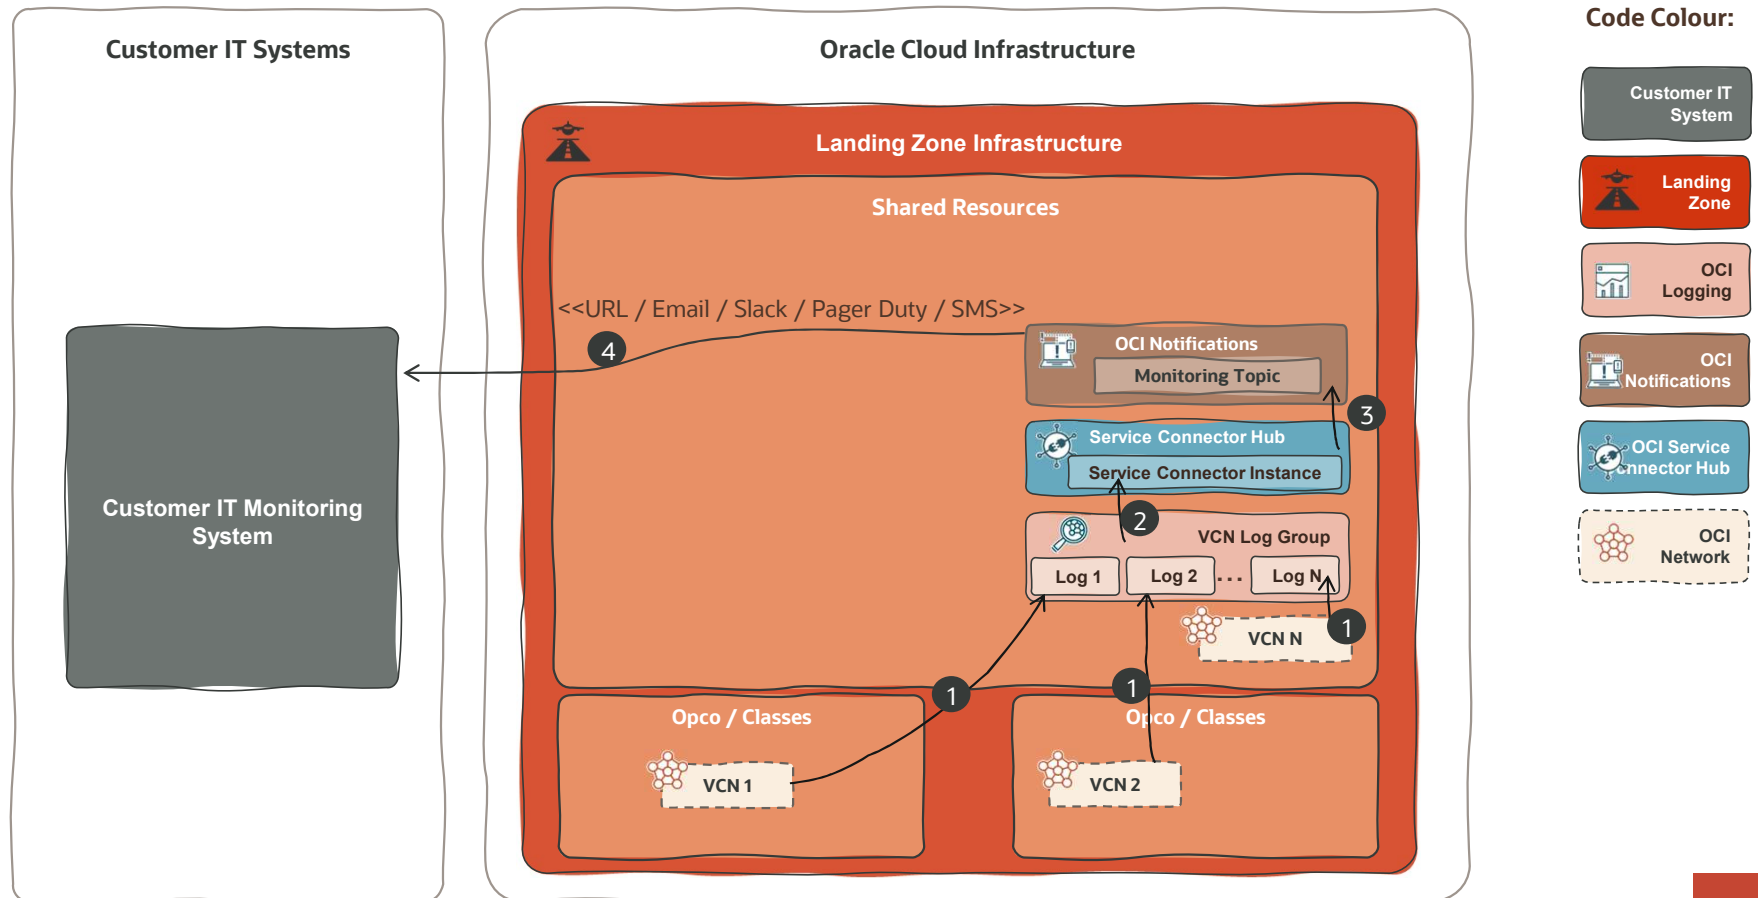 Customer IT Systems
Oracle Cloud Infrastructure
Code Colour:
Landing Zone Infrastructure
Shared Resources
<<URL / Email / Slack / Pager Duty / SMS>>
4
OCI Notifications
Monitoring Topic
3
Service Connector Hub
Service Connector Instance
2
VCN Log Group
Log 1
Log 2
...
Log N
VCN N
1
1
1
Customer IT Monitoring
System
Opco / Classes
VCN 1
Opco / Classes
VCN 2
Customer IT
System
Landing
Zone
OCI
Logging
OCI
Notifications
OCI Service
nnector Hub
OCI
Network